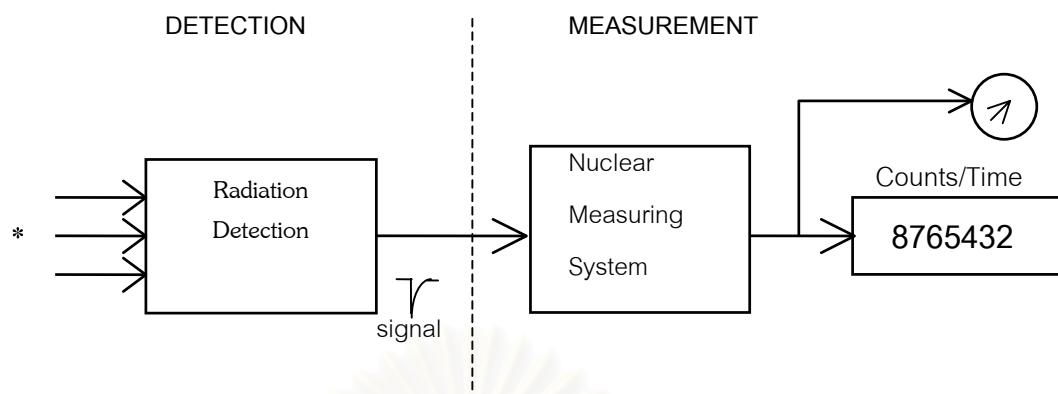 DETECTION
MEASUREMENT
*
Radiation
Detection
signal
Nuclear
Measuring
System
Counts/Time
8765432